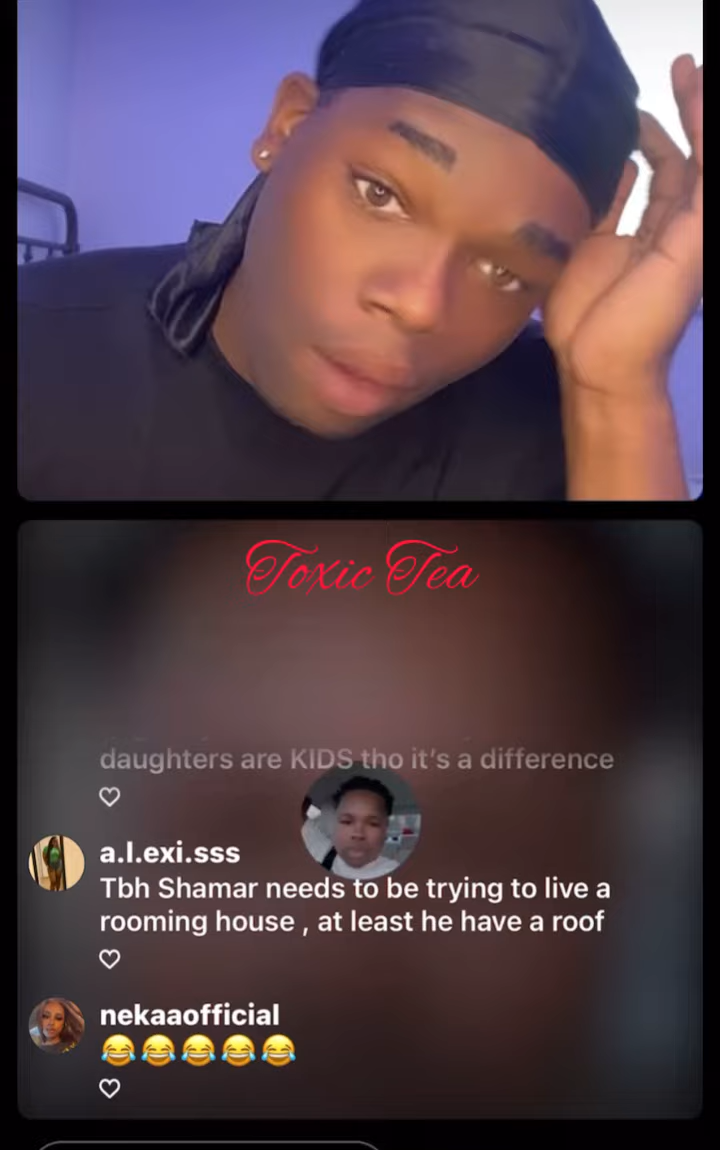 Toxic Tea
daughters are KIDS tho it’s a difference
a.l.exi.sss
Tbh Shamar needs to be trying to live a
rooming house , at least he have a roof
nekaaofficial
😂😂😂😂😂